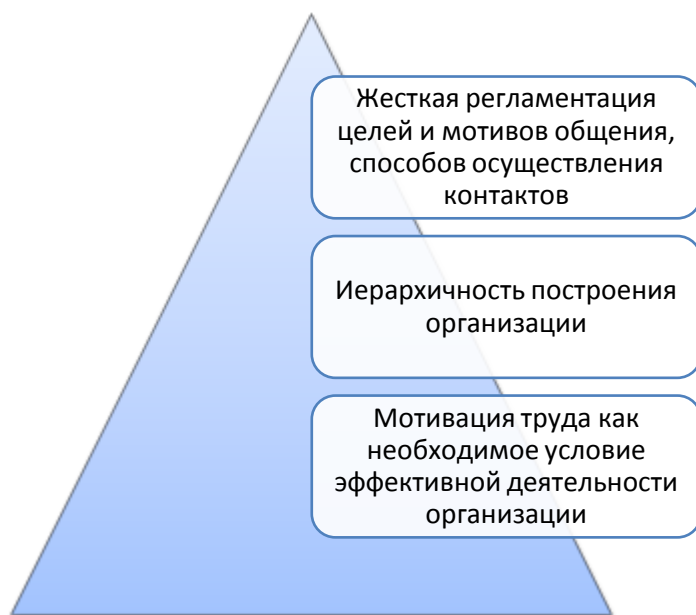 Жесткая регламентация
целей и мотивов общения,
способов осуществления
контактов
Иерархичность построения
организации
Мотивация труда как
необходимое условие
эффективной деятельности
организации